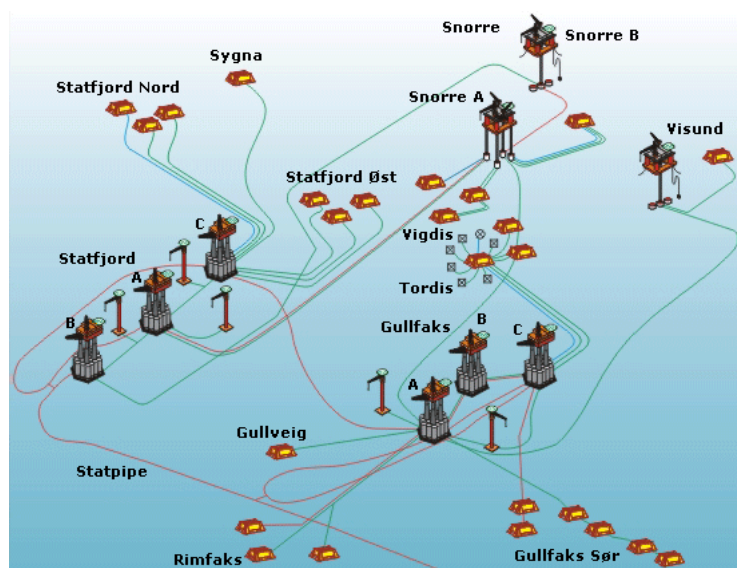 Snorre
Snorre B
Sygna
Statfjord Nord
Snorre A
Visund
Statfjord Øst
C
Vigdis
Statfjord
A
Tordis
B
B
Gullfaks
C
A
Gullveig
Statpipe
Rimfaks
Gullfaks Sør